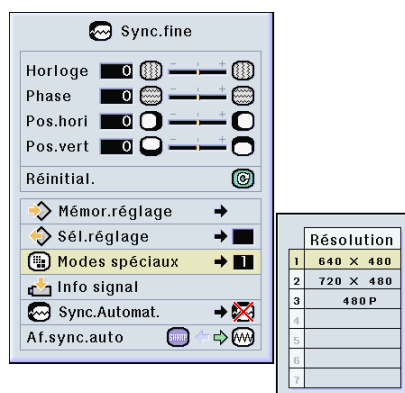 Sync.fine
Horloge 0 - +
Phase 0 - +
Pos.hori 0 - +
Pos.vert 0 - +
Réinitial.
Mémor.réglage
Sél.réglage
Modes spéciaux 1
Info signal
Sync.Automat.
Af.sync.auto SHARP
Résolution
1 640 × 480
2 720 × 480
3 480P
4
5
6
7